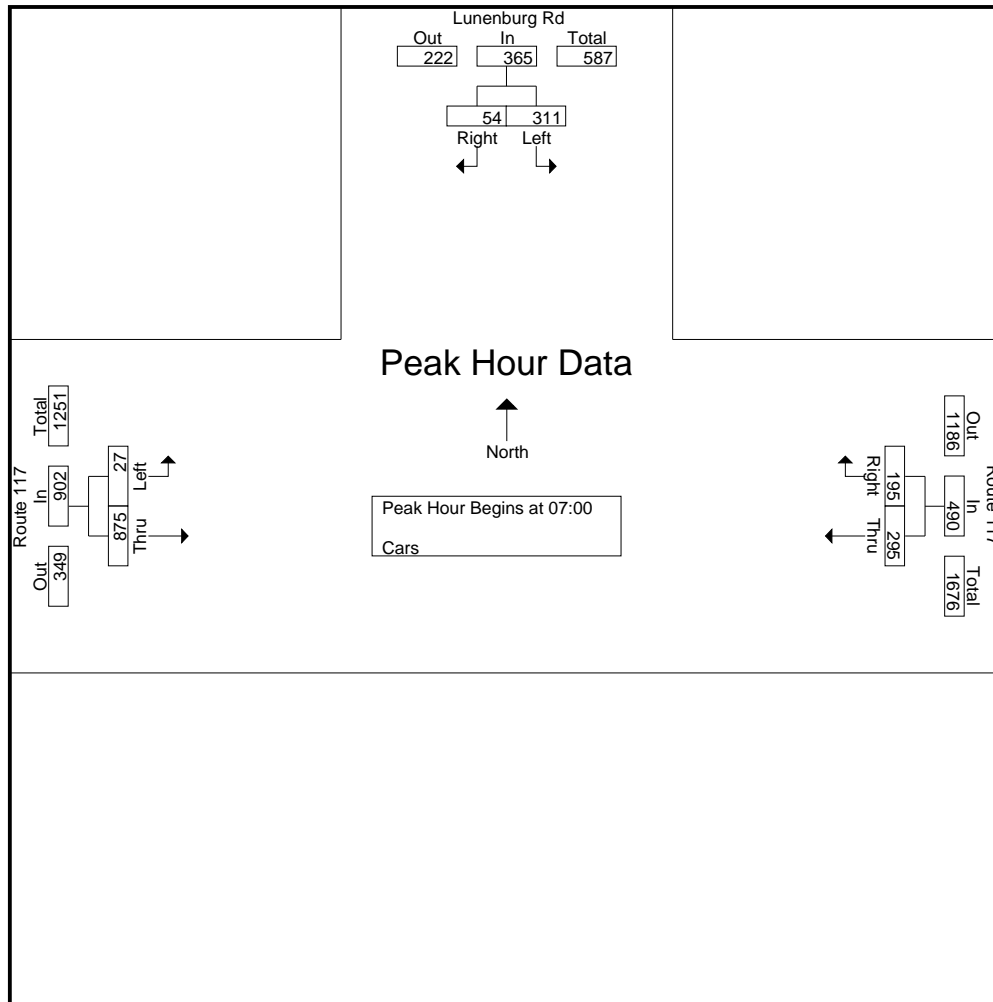 Lunenburg Rd
Out In Total
222 365 587
54 311
Right Left
Peak Hour Data
North
Peak Hour Begins at 07:00
Cars
Route 117
Total In Out
1251 902 349
27 875
Left Thru
Route 117
Out In Total
1186 490 1676
195 295
Right Thru